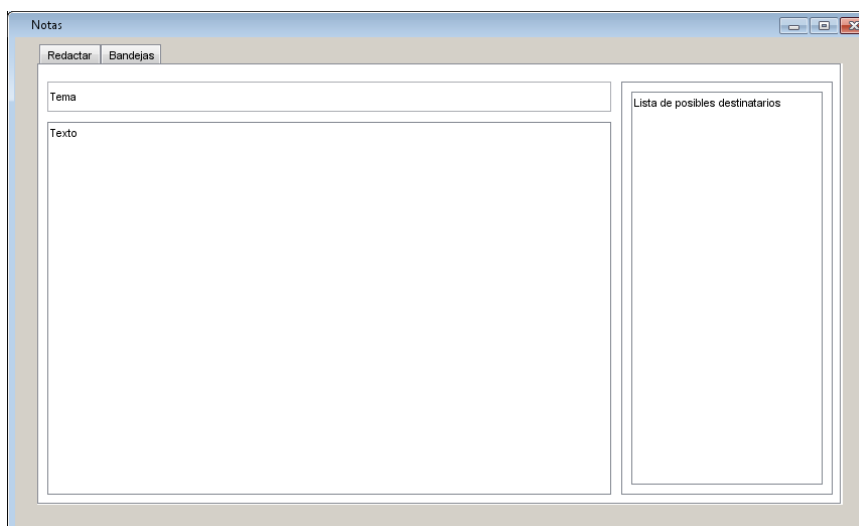 Notas
Redactar Bandejas
Tema
Lista de posibles destinatarios
Texto